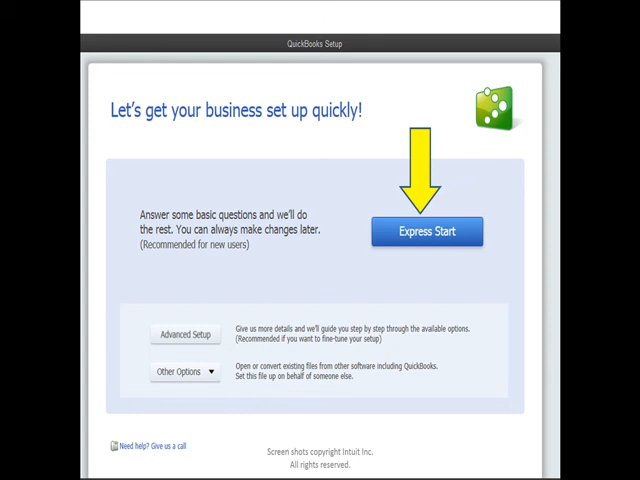 QuickBooks Setup
Let's get your business set up quickly!
Answer some basic questions and we'll do
the rest. You can always make changes later.
(Recommended for new users)
Express Start
Advanced Setup
Give us more details and we'll guide you step by step through the available options.
(Recommended if you want to fine-tune your setup)
Other Options
Open or convert existing files from other software including QuickBooks.
Set this file up on behalf of someone else.
Need help? Give us a call
Screen shots copyright Intuit Inc.
All rights reserved.